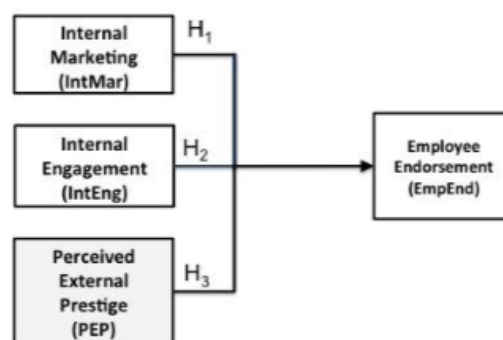 Internal
Marketing
(IntMar)
H₁
Internal
Engagement
(IntEng)
H₂
Perceived
External
Prestige
(PEP)
H₃
Employee
Endorsement
(EmpEnd)